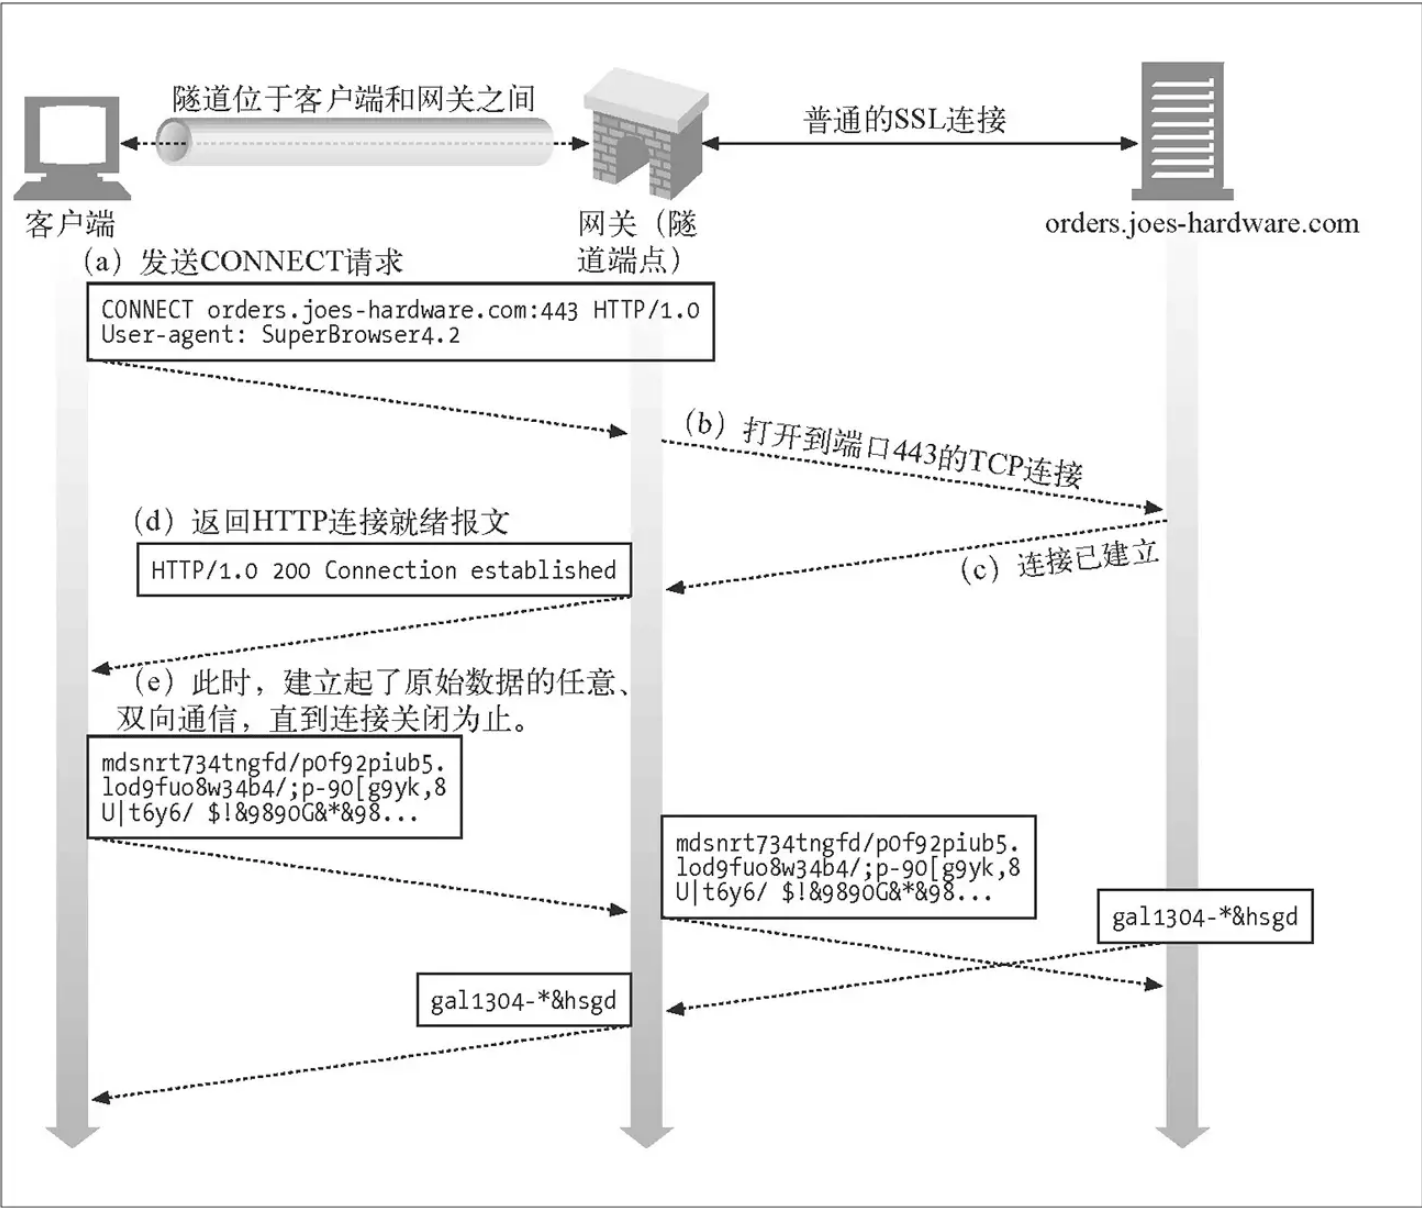 隧道位于客户端和网关之间
普通的SSL连接
客户端
网关（隧
道端点）
orders.joes-hardware.com
（a）发送CONNECT请求
CONNECT orders.joes-hardware.com:443 HTTP/1.0
User-agent: SuperBrowser4.2
（b）打开到端口443的TCP连接
（c）连接已建立
（d）返回HTTP连接就绪报文
HTTP/1.0 200 Connection established
（e）此时，建立起了原始数据的任意、
双向通信，直到连接关闭为止。
mdsnrt734tngfd/p0f92piub5.
lod9fuo8w34b4/;p-90[g9yk,8
U|t6y6/ $!&9890G&*&98...
mdsnrt734tngfd/p0f92piub5.
lod9fuo8w34b4/;p-90[g9yk,8
U|t6y6/ $!&9890G&*&98...
gal1304-*&hsgd
gal1304-*&hsgd